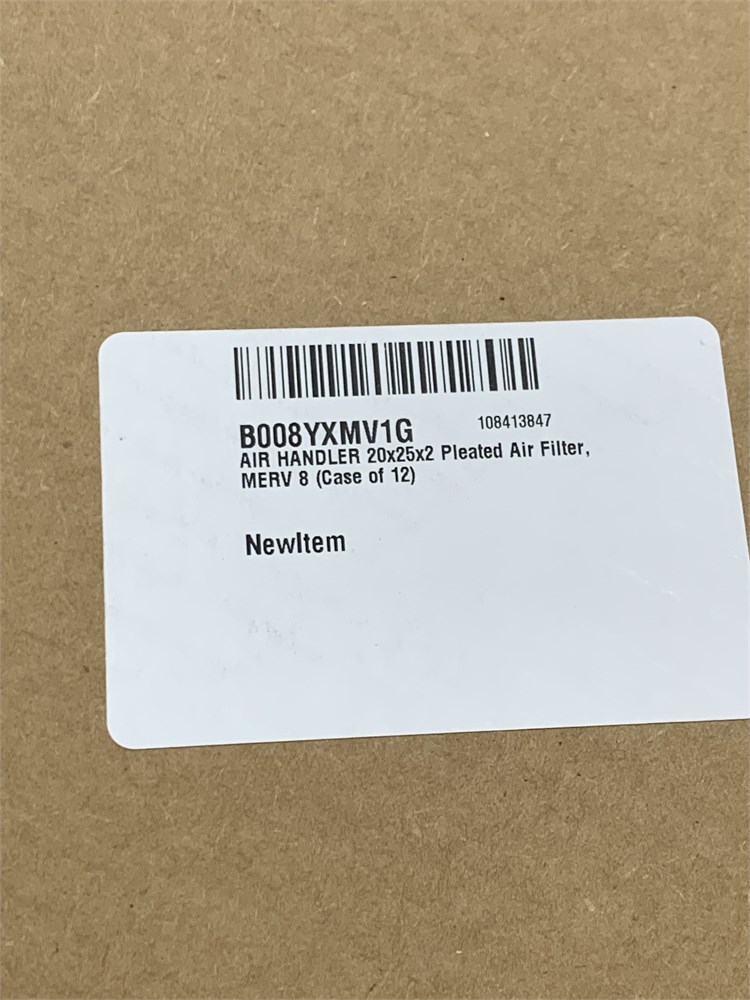 B008YXMV1G 108413847
AIR HANDLER 20x25x2 Pleated Air Filter,
MERV 8 (Case of 12)
NewItem